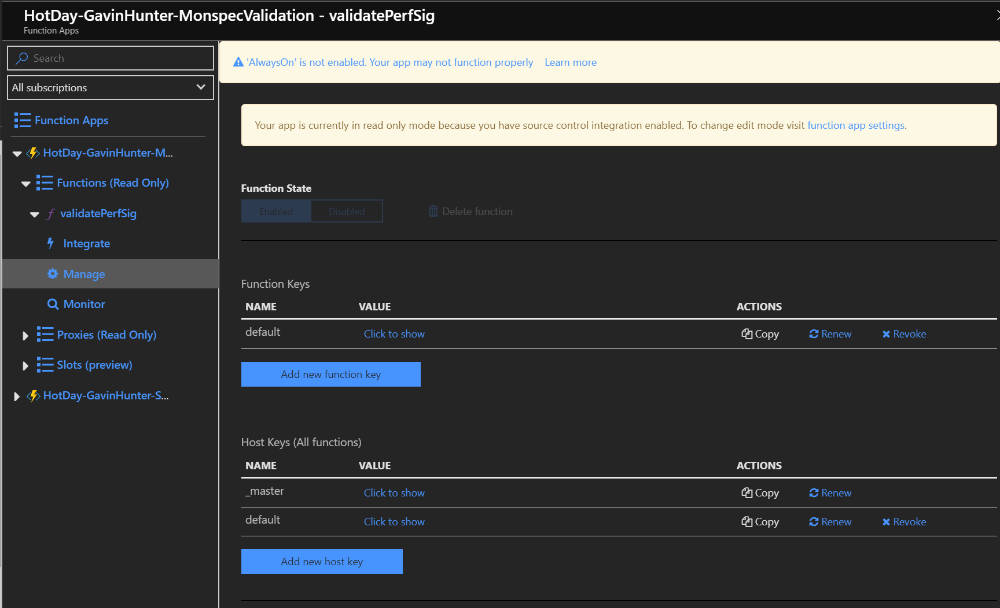 HotDay-GavinHunter-MonspecValidation - validatePerfSig
Function Apps
Search
All subscriptions
Function Apps
HotDay-GavinHunter-M...
Functions (Read Only)
validatePerfSig
Integrate
Manage
Monitor
Proxies (Read Only)
Slots (preview)
HotDay-GavinHunter-S...
'AlwaysOn' is not enabled. Your app may not function properly Learn more
Your app is currently in read only mode because you have source control integration enabled. To change edit mode visit function app settings.
Function State
Enabled Disabled Delete function
Function Keys
NAME VALUE ACTIONS
default Click to show Copy Renew Revoke
Add new function key
Host Keys (All functions)
NAME VALUE ACTIONS
_master Click to show Copy Renew
default Click to show Copy Renew Revoke
Add new host key